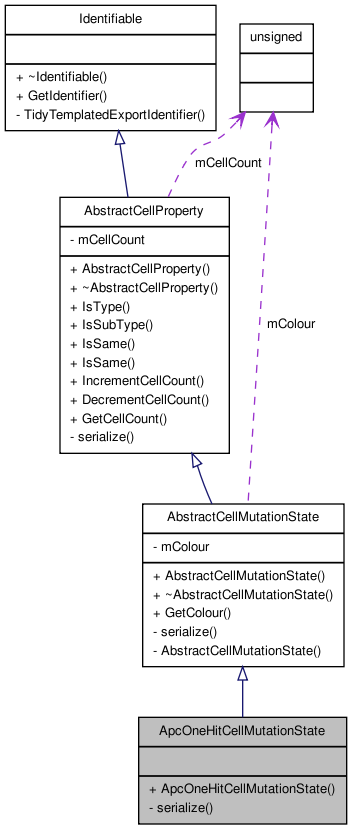 Identifiable
+ ~Identifiable()
+ GetIdentifier()
- TidyTemplatedExportIdentifier()
unsigned
mCellCount
AbstractCellProperty
- mCellCount
+ AbstractCellProperty()
+ ~AbstractCellProperty()
+ IsType()
+ IsSubType()
+ IsSame()
+ IsSame()
+ IncrementCellCount()
+ DecrementCellCount()
+ GetCellCount()
- serialize()
mColour
AbstractCellMutationState
- mColour
+ AbstractCellMutationState()
+ ~AbstractCellMutationState()
+ GetColour()
- serialize()
- AbstractCellMutationState()
ApcOneHitCellMutationState
+ ApcOneHitCellMutationState()
- serialize()